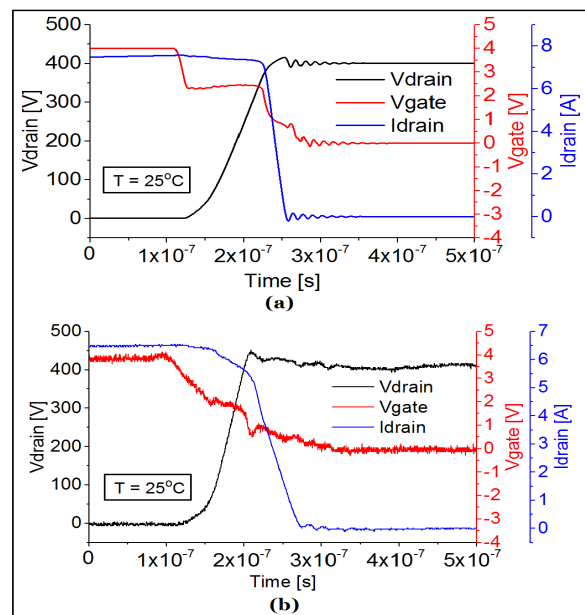 (a)
500
400
300
200
100
0
Vdrain [V]
5
4
3
2
1
0
-1
-2
-3
-4
Vgate [V]
8
6
4
2
0
Idrain [A]
Vdrain
Vgate
Idrain
T = 25°C
0
1x10⁻⁷
2x10⁻⁷
3x10⁻⁷
4x10⁻⁷
5x10⁻⁷
Time [s]
(a)
500
400
300
200
100
0
Vdrain [V]
5
4
3
2
1
0
-1
-2
-3
-4
Vgate [V]
7
6
5
4
3
2
1
0
Idrain [A]
Vdrain
Vgate
Idrain
T = 25°C
0
1x10⁻⁷
2x10⁻⁷
3x10⁻⁷
4x10⁻⁷
5x10⁻⁷
Time [s]
(b)